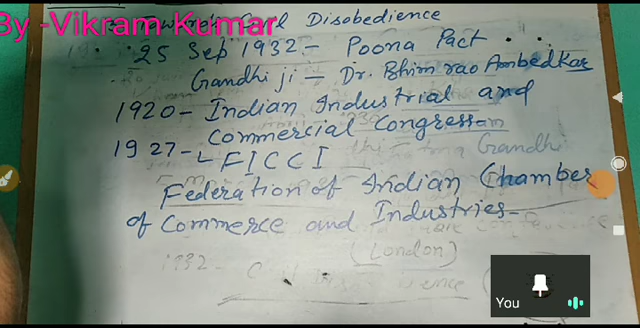 By -Vikram Kumar
Civil Disobedience
25 Sep 1932 - Poona Pact
Gandhi ji - Dr. Bhim rao Ambedkar
1920 - Indian Industrial and
Commercial Congress
1927 - FICCI
Federation of Indian Chamber
of Commerce and Industries -
(London)
1932 -
You